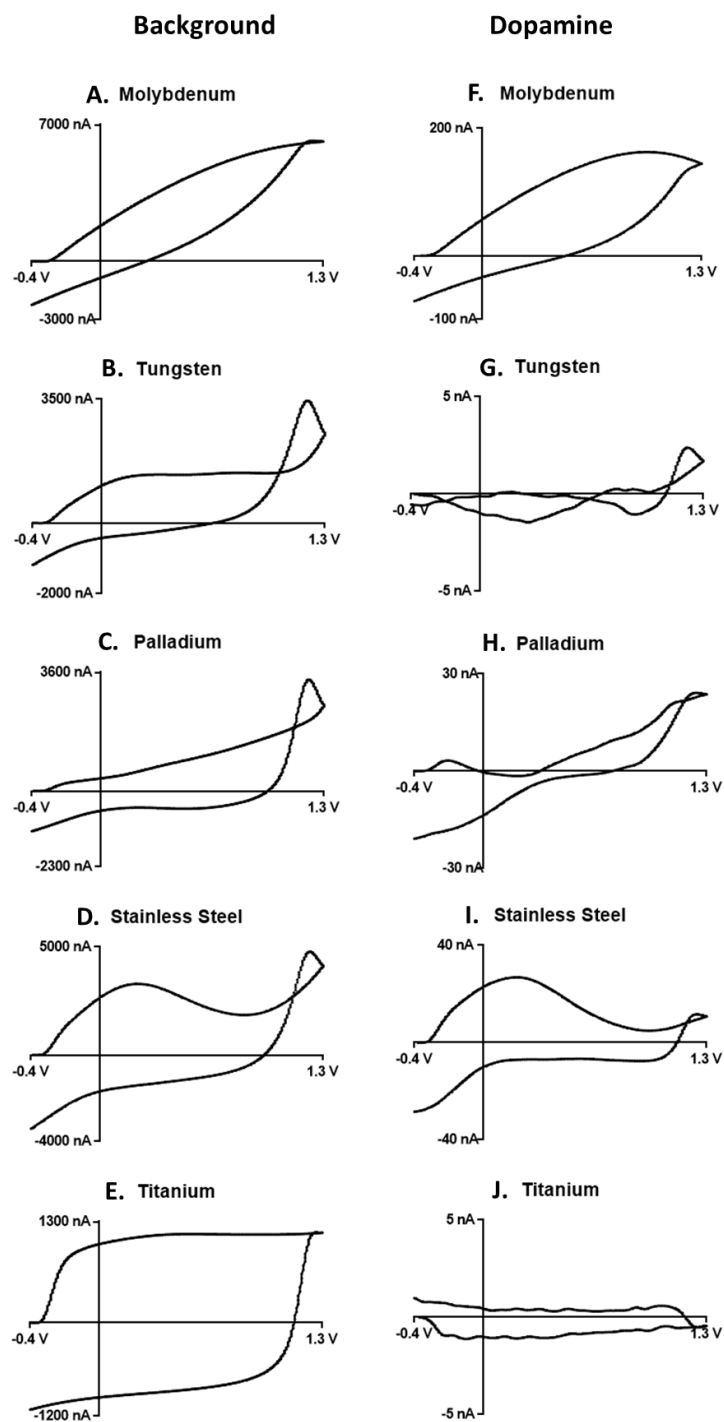 Background Dopamine
A. Molybdenum
7000 nA
-0.4 V
1.3 V
-3000 nA
F. Molybdenum
200 nA
-0.4 V
1.3 V
-100 nA
B. Tungsten
3500 nA
-0.4 V
1.3 V
-2000 nA
G. Tungsten
5 nA
-0.4 V
1.3 V
-5 nA
C. Palladium
3600 nA
-0.4 V
1.3 V
-2300 nA
H. Palladium
30 nA
-0.4 V
1.3 V
-30 nA
D. Stainless Steel
5000 nA
-0.4 V
1.3 V
-4000 nA
I. Stainless Steel
40 nA
-0.4 V
1.3 V
-40 nA
E. Titanium
1300 nA
-0.4 V
1.3 V
-1200 nA
J. Titanium
5 nA
-0.4 V
1.3 V
-5 nA